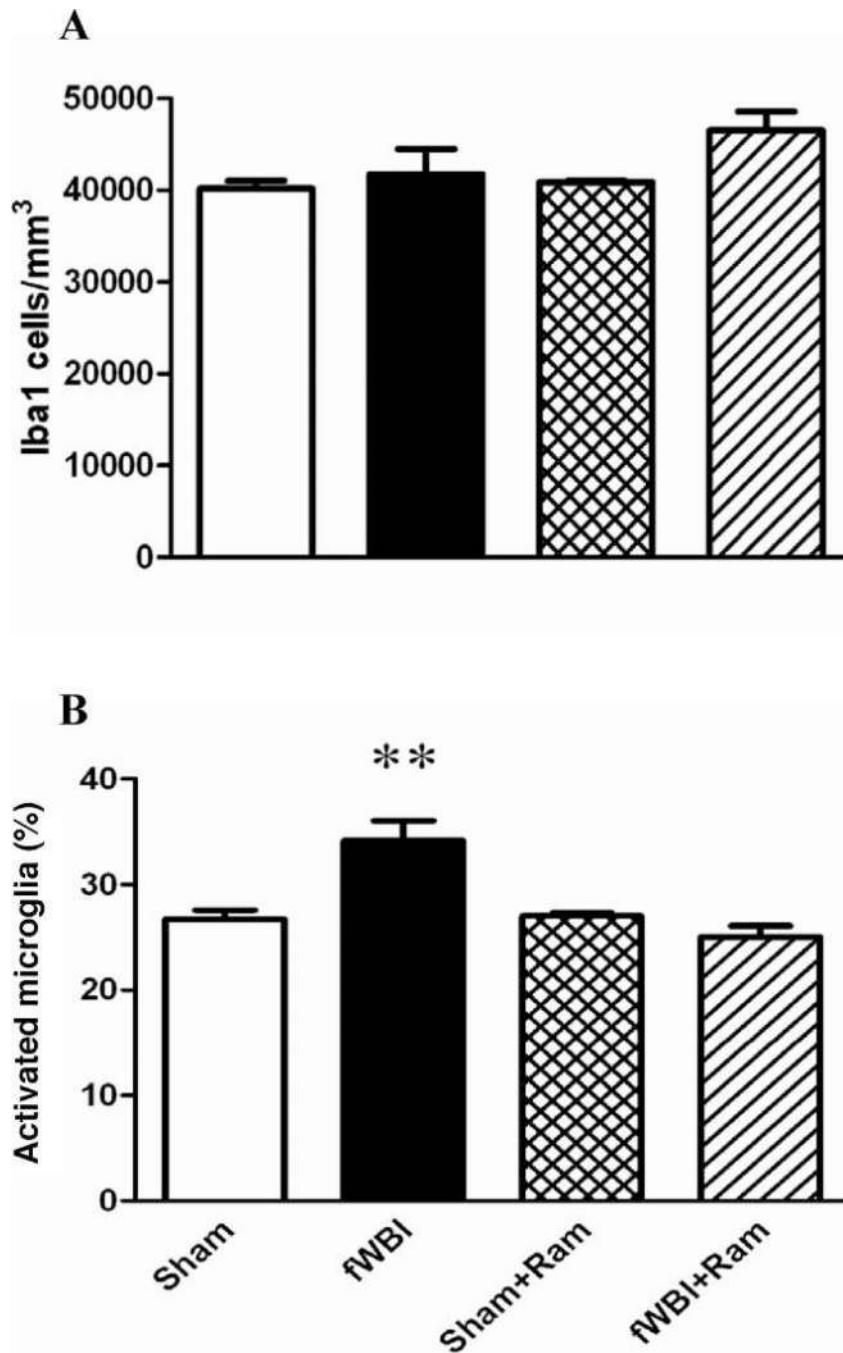 A
Iba1 cells/mm³
50000
40000
30000
20000
10000
0
B
**
Activated microglia (%)
40
30
20
10
0
Sham
fWBI
Sham+Ram
fWBI+Ram